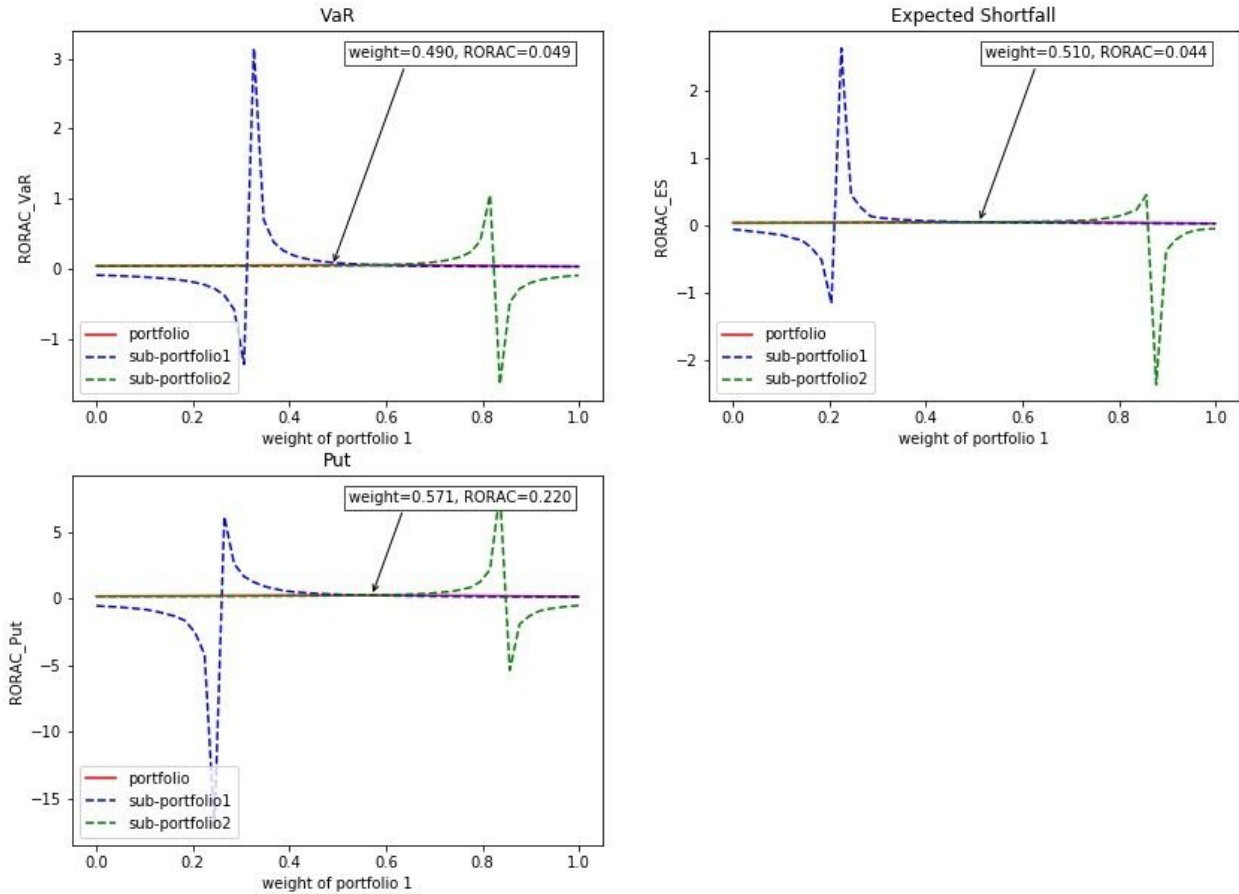 VaR
weight=0.490, RORAC=0.049
3
2
1
0
−1
RORAC_VaR
portfolio
sub-portfolio1
sub-portfolio2
0.0 0.2 0.4 0.6 0.8 1.0
weight of portfolio 1
Expected Shortfall
weight=0.510, RORAC=0.044
2
1
0
−1
−2
RORAC_ES
portfolio
sub-portfolio1
sub-portfolio2
0.0 0.2 0.4 0.6 0.8 1.0
weight of portfolio 1
Put
weight=0.571, RORAC=0.220
5
0
−5
−10
−15
RORAC_Put
portfolio
sub-portfolio1
sub-portfolio2
0.0 0.2 0.4 0.6 0.8 1.0
weight of portfolio 1